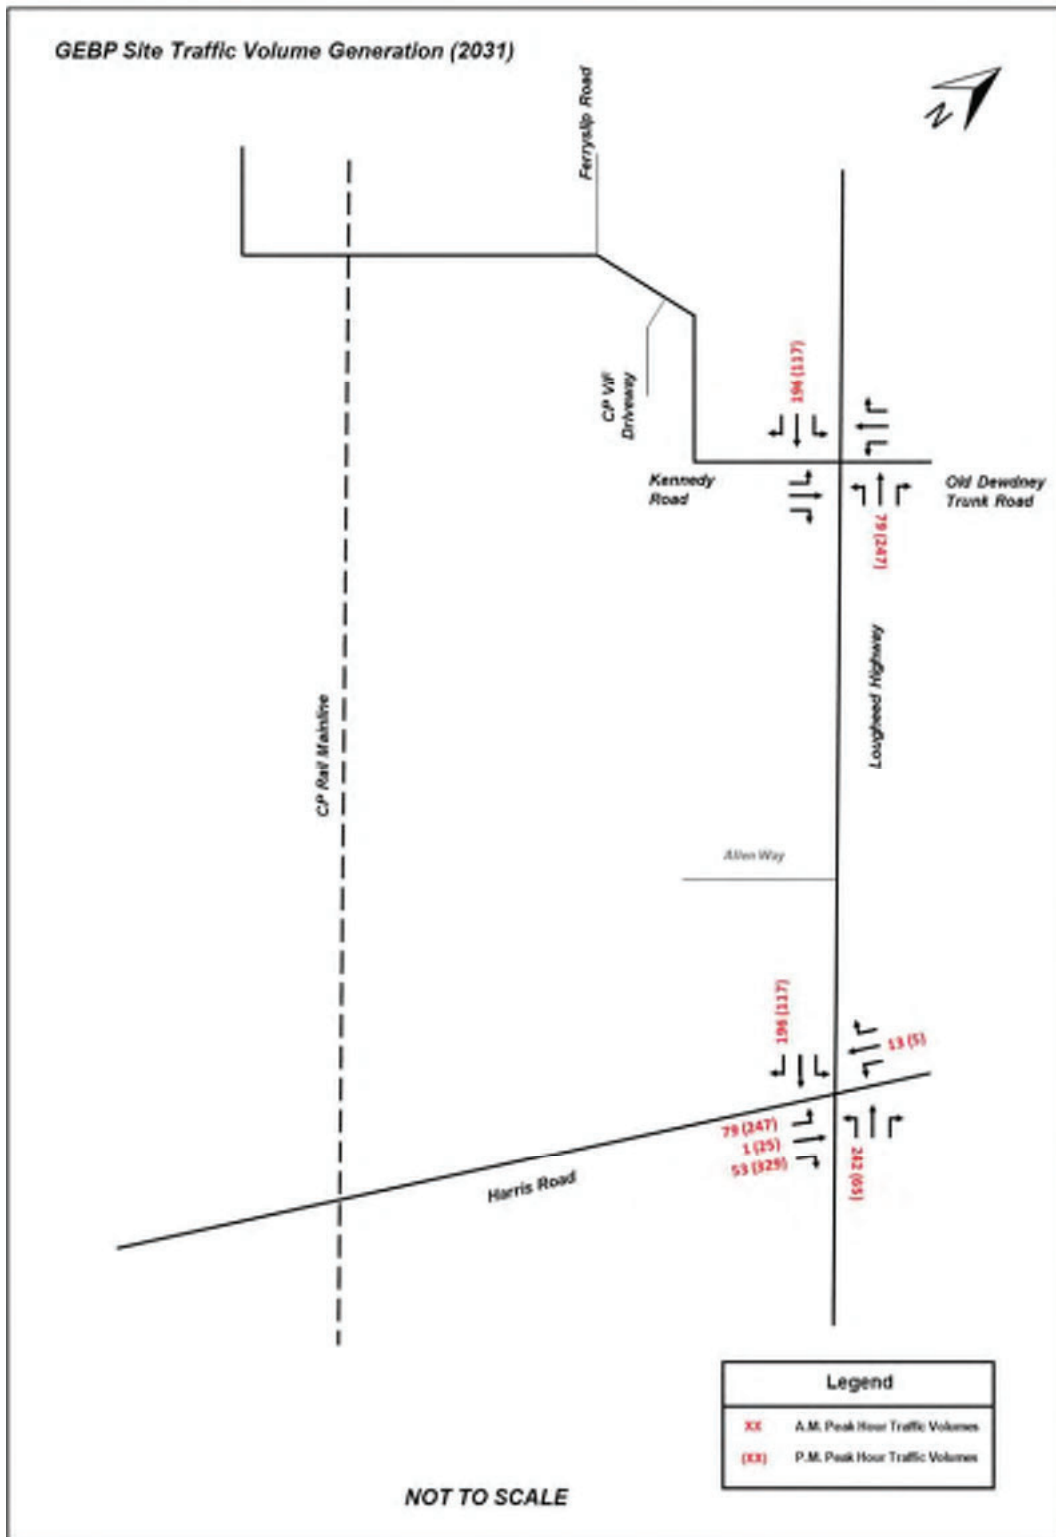 GEBP Site Traffic Volume Generation (2031)
Ferryslip Road
N
CP VIF
Driveway
196 (117)
Kennedy
Road
Old Dewdney
Trunk Road
79 (247)
Lougheed Highway
CP Rail Mainline
Allen Way
196 (117)
13 (5)
79 (247)
1 (25)
53 (329)
242 (65)
Harris Road
Legend
XX A.M. Peak Hour Traffic Volumes
(XX) P.M. Peak Hour Traffic Volumes
NOT TO SCALE